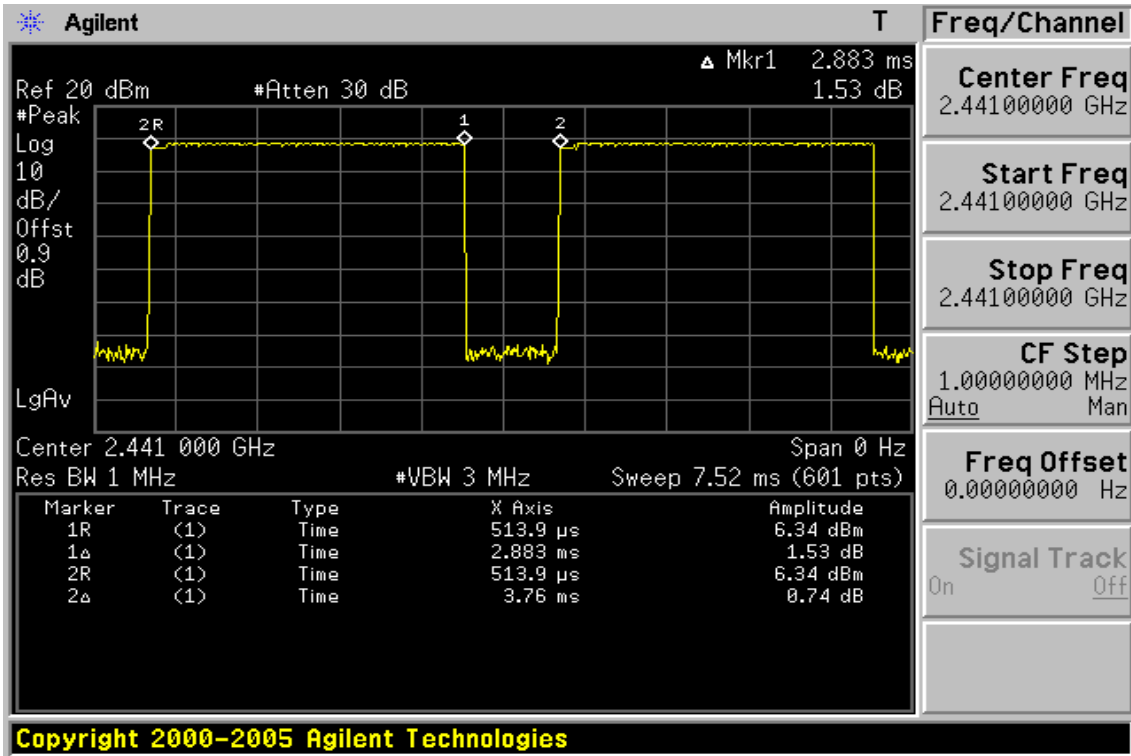 Agilent T
Δ Mkr1 2.883 ms
Ref 20 dBm #Atten 30 dB 1.53 dB
#Peak
Log
10
dB/
Offst
0.9
dB
LgAv
2R 1 2
Center 2.441 000 GHz Span 0 Hz
Res BW 1 MHz #VBW 3 MHz Sweep 7.52 ms (601 pts)
Marker Trace Type X Axis Amplitude
1R (1) Time 513.9 µs 6.34 dBm
1Δ (1) Time 2.883 ms 1.53 dB
2R (1) Time 513.9 µs 6.34 dBm
2Δ (1) Time 3.76 ms 0.74 dB
Freq/Channel
Center Freq
2.44100000 GHz
Start Freq
2.44100000 GHz
Stop Freq
2.44100000 GHz
CF Step
1.00000000 MHz
Auto Man
Freq Offset
0.00000000 Hz
Signal Track
On Off
Copyright 2000-2005 Agilent Technologies